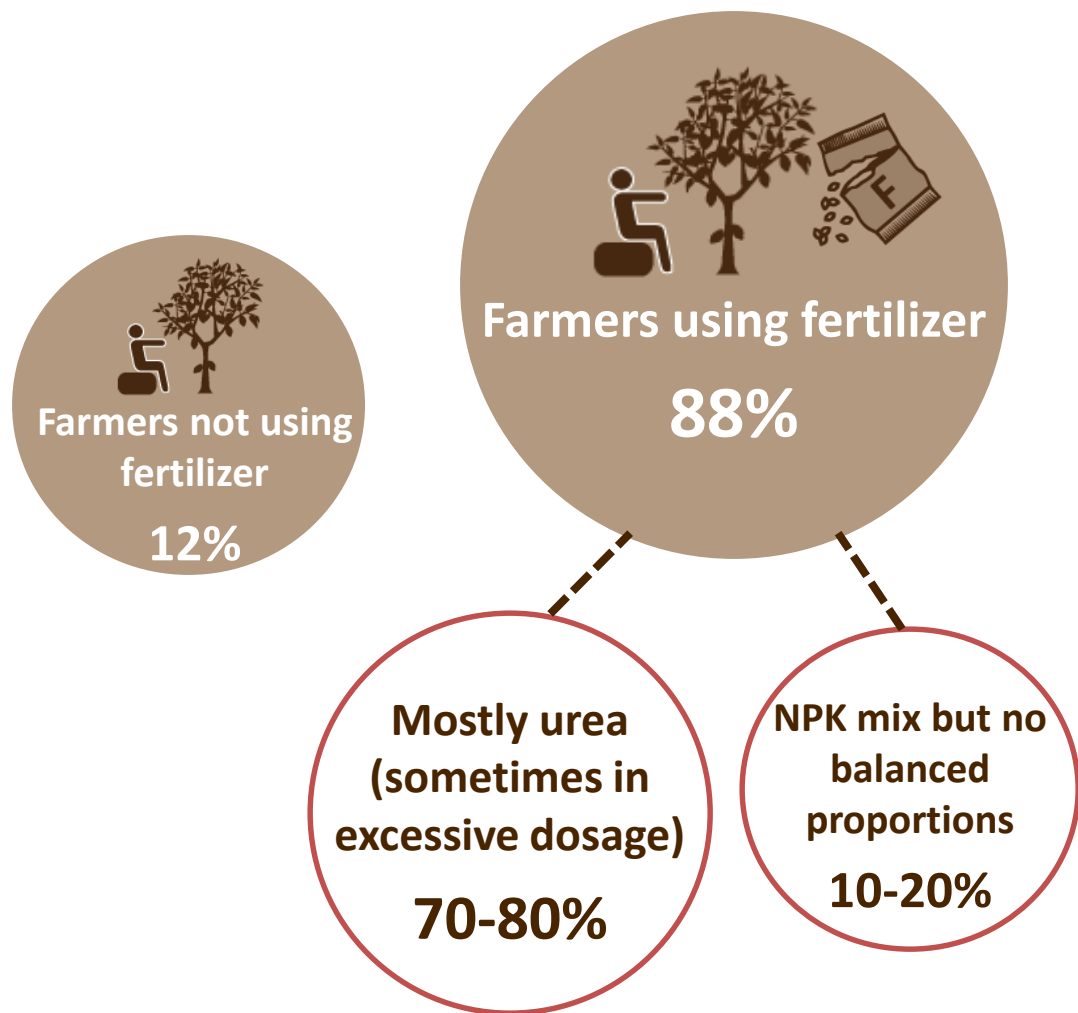 F
Farmers using fertilizer
88%
Farmers not using
fertilizer
12%
Mostly urea
(sometimes in
excessive dosage)
70-80%
NPK mix but no
balanced
proportions
10-20%